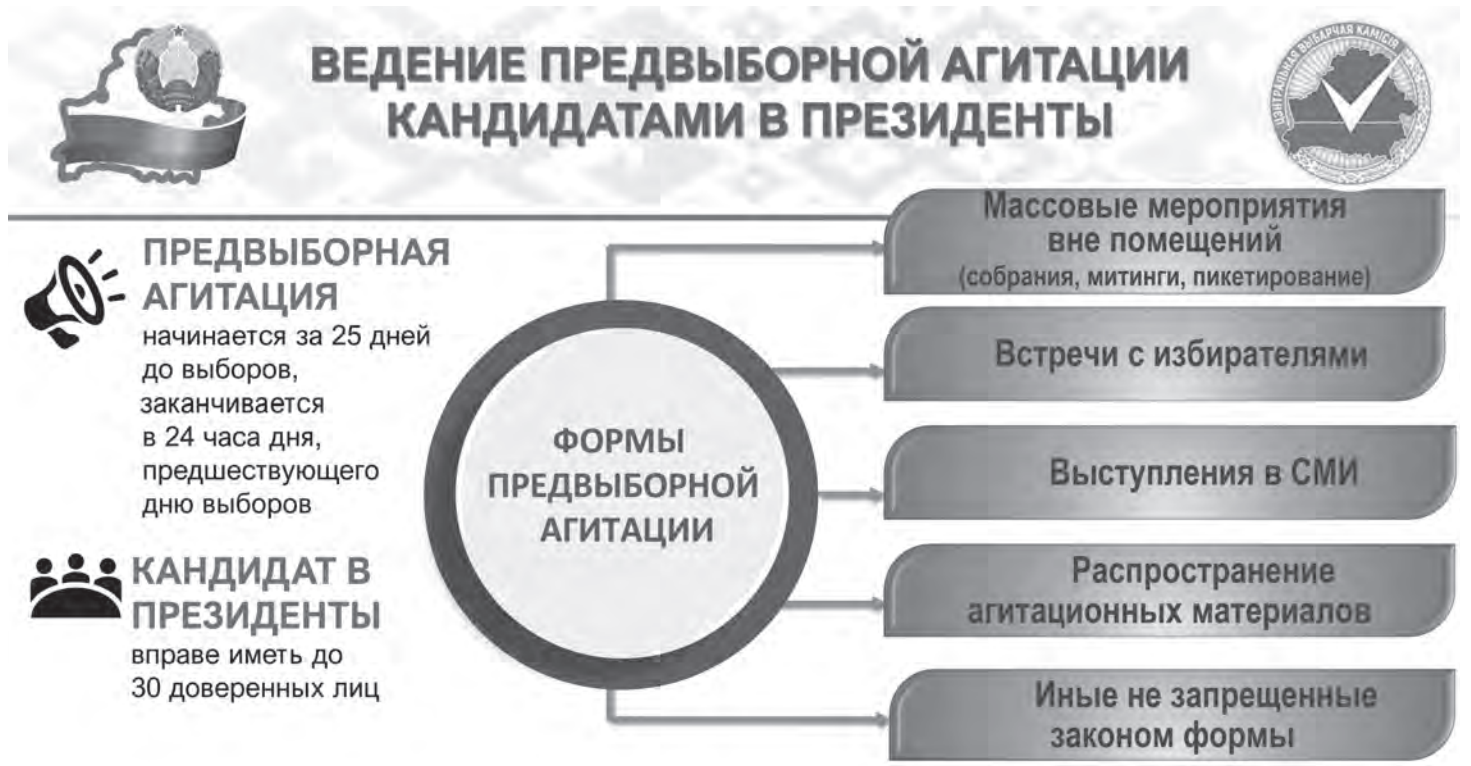 ВЕДЕНИЕ ПРЕДВЫБОРНОЙ АГИТАЦИИ
КАНДИДАТАМИ В ПРЕЗИДЕНТЫ
ЦЭНТРАЛЬНАЯ ВЫБАРЧАЯ КАМІСІЯ
ПРЕДВЫБОРНАЯ
АГИТАЦИЯ
начинается за 25 дней
до выборов,
заканчивается
в 24 часа дня,
предшествующего
дню выборов
КАНДИДАТ В
ПРЕЗИДЕНТЫ
вправе иметь до
30 доверенных лиц
ФОРМЫ
ПРЕДВЫБОРНОЙ
АГИТАЦИИ
Массовые мероприятия
вне помещений
(собрания, митинги, пикетирование)
Встречи с избирателями
Выступления в СМИ
Распространение
агитационных материалов
Иные не запрещенные
законом формы